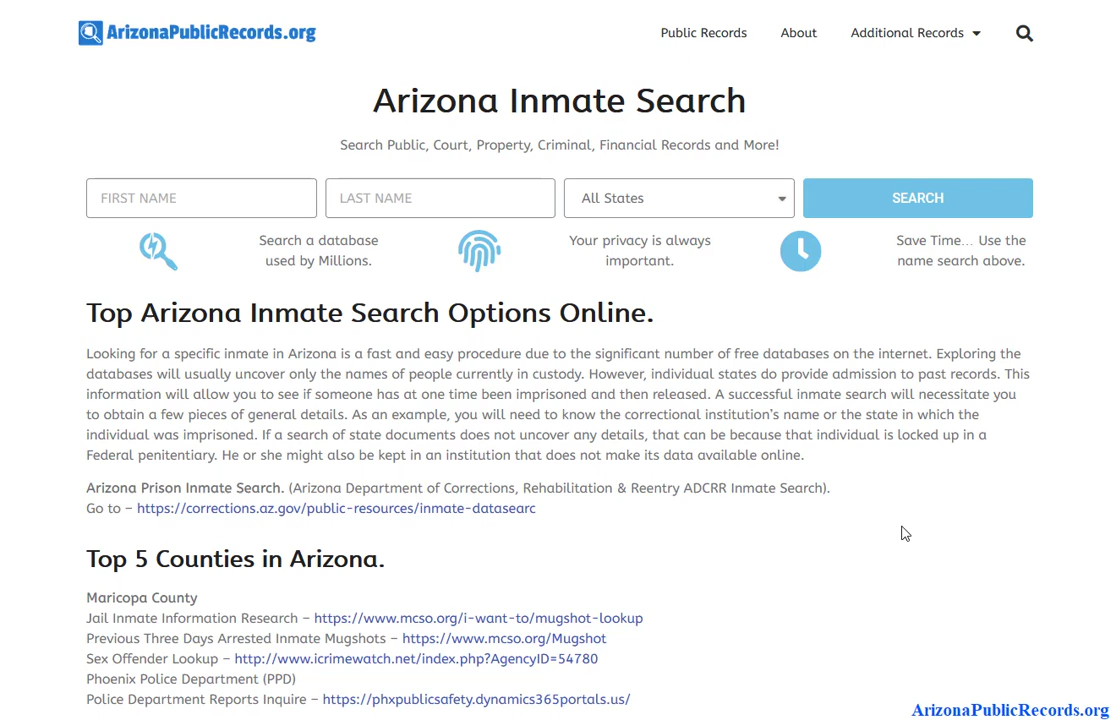 ArizonaPublicRecords.org
Public Records
About
Additional Records
Arizona Inmate Search
Search Public, Court, Property, Criminal, Financial Records and More!
FIRST NAME
LAST NAME
All States
SEARCH
Search a database
used by Millions.
Your privacy is always
important.
Save Time... Use the
name search above.
Top Arizona Inmate Search Options Online.
Looking for a specific inmate in Arizona is a fast and easy procedure due to the significant number of free databases on the internet. Exploring the
databases will usually uncover only the names of people currently in custody. However, individual states do provide admission to past records. This
information will allow you to see if someone has at one time been imprisoned and then released. A successful inmate search will necessitate you
to obtain a few pieces of general details. As an example, you will need to know the correctional institution's name or the state in which the
individual was imprisoned. If a search of state documents does not uncover any details, that can be because that individual is locked up in a
Federal penitentiary. He or she might also be kept in an institution that does not make its data available online.
Arizona Prison Inmate Search. (Arizona Department of Corrections, Rehabilitation & Reentry ADCRR Inmate Search).
Go to – https://corrections.az.gov/public-resources/inmate-datasearc
Top 5 Counties in Arizona.
Maricopa County
Jail Inmate Information Research – https://www.mcso.org/i-want-to/mugshot-lookup
Previous Three Days Arrested Inmate Mugshots – https://www.mcso.org/Mugshot
Sex Offender Lookup – http://www.icrimewatch.net/index.php?AgencyID=54780
Phoenix Police Department (PPD)
Police Department Reports Inquire – https://phxpublicsafety.dynamics365portals.us/
ArizonaPublicRecords.org